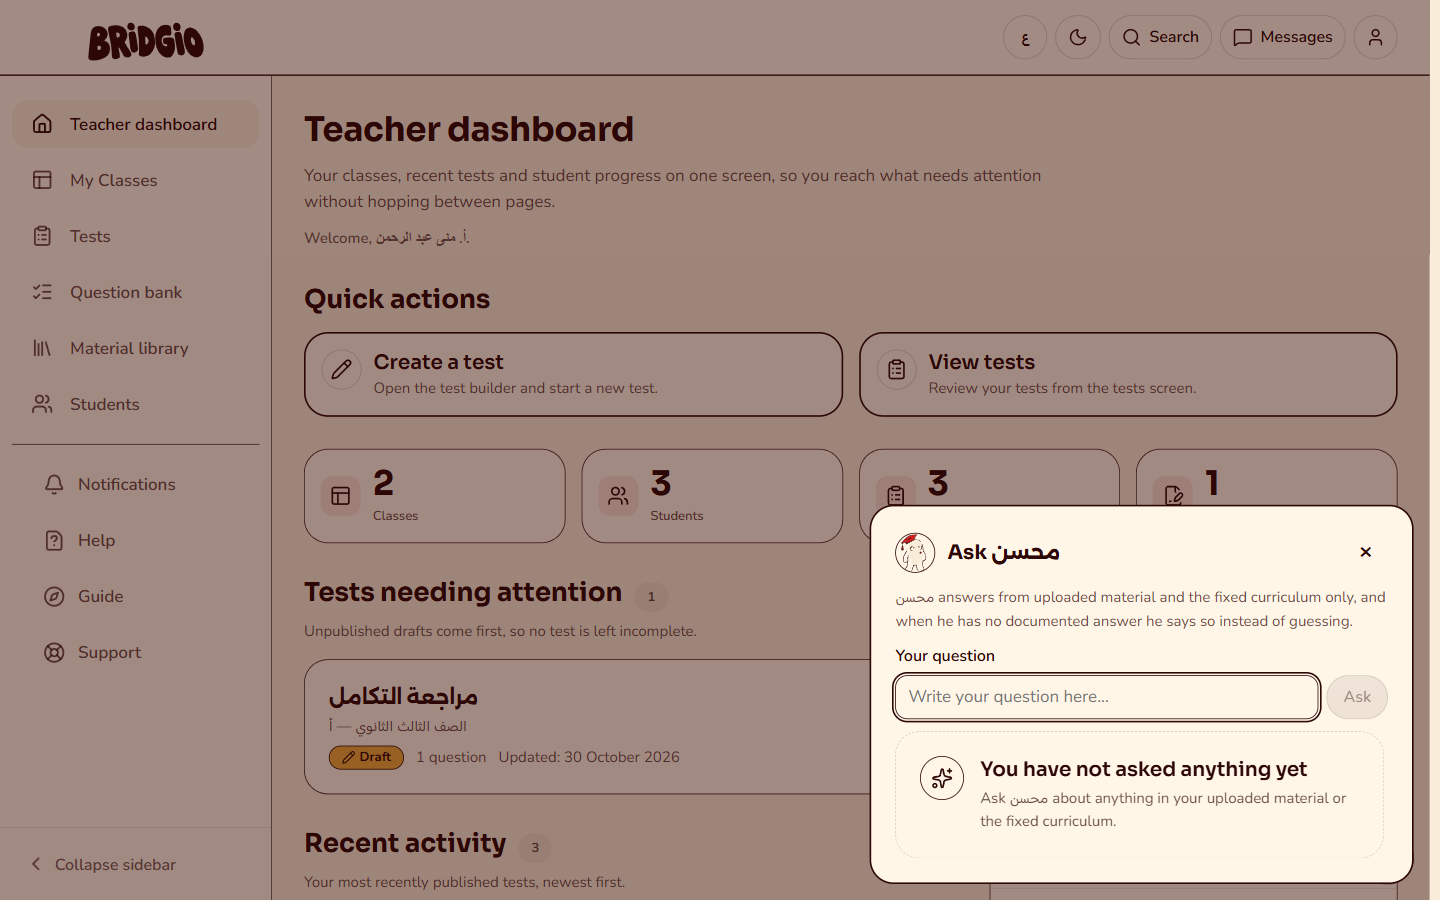 BRiDGiO
ع
Search
Messages
Teacher dashboard
My Classes
Tests
Question bank
Material library
Students
Notifications
Help
Guide
Support
Collapse sidebar
Teacher dashboard
Your classes, recent tests and student progress on one screen, so you reach what needs attention
without hopping between pages.
Welcome, أ. منى عبد الرحمن.
Quick actions
Create a test
Open the test builder and start a new test.
View tests
Review your tests from the tests screen.
2
Classes
3
Students
3
1
Tests needing attention 1
Unpublished drafts come first, so no test is left incomplete.
مراجعة التكامل
الصف الثالث الثانوي — أ
Draft 1 question Updated: 30 October 2026
Recent activity 3
Your most recently published tests, newest first.
Ask محسن
محسن answers from uploaded material and the fixed curriculum only, and
when he has no documented answer he says so instead of guessing.
Your question
Write your question here...
Ask
You have not asked anything yet
Ask محسن about anything in your uploaded material or
the fixed curriculum.